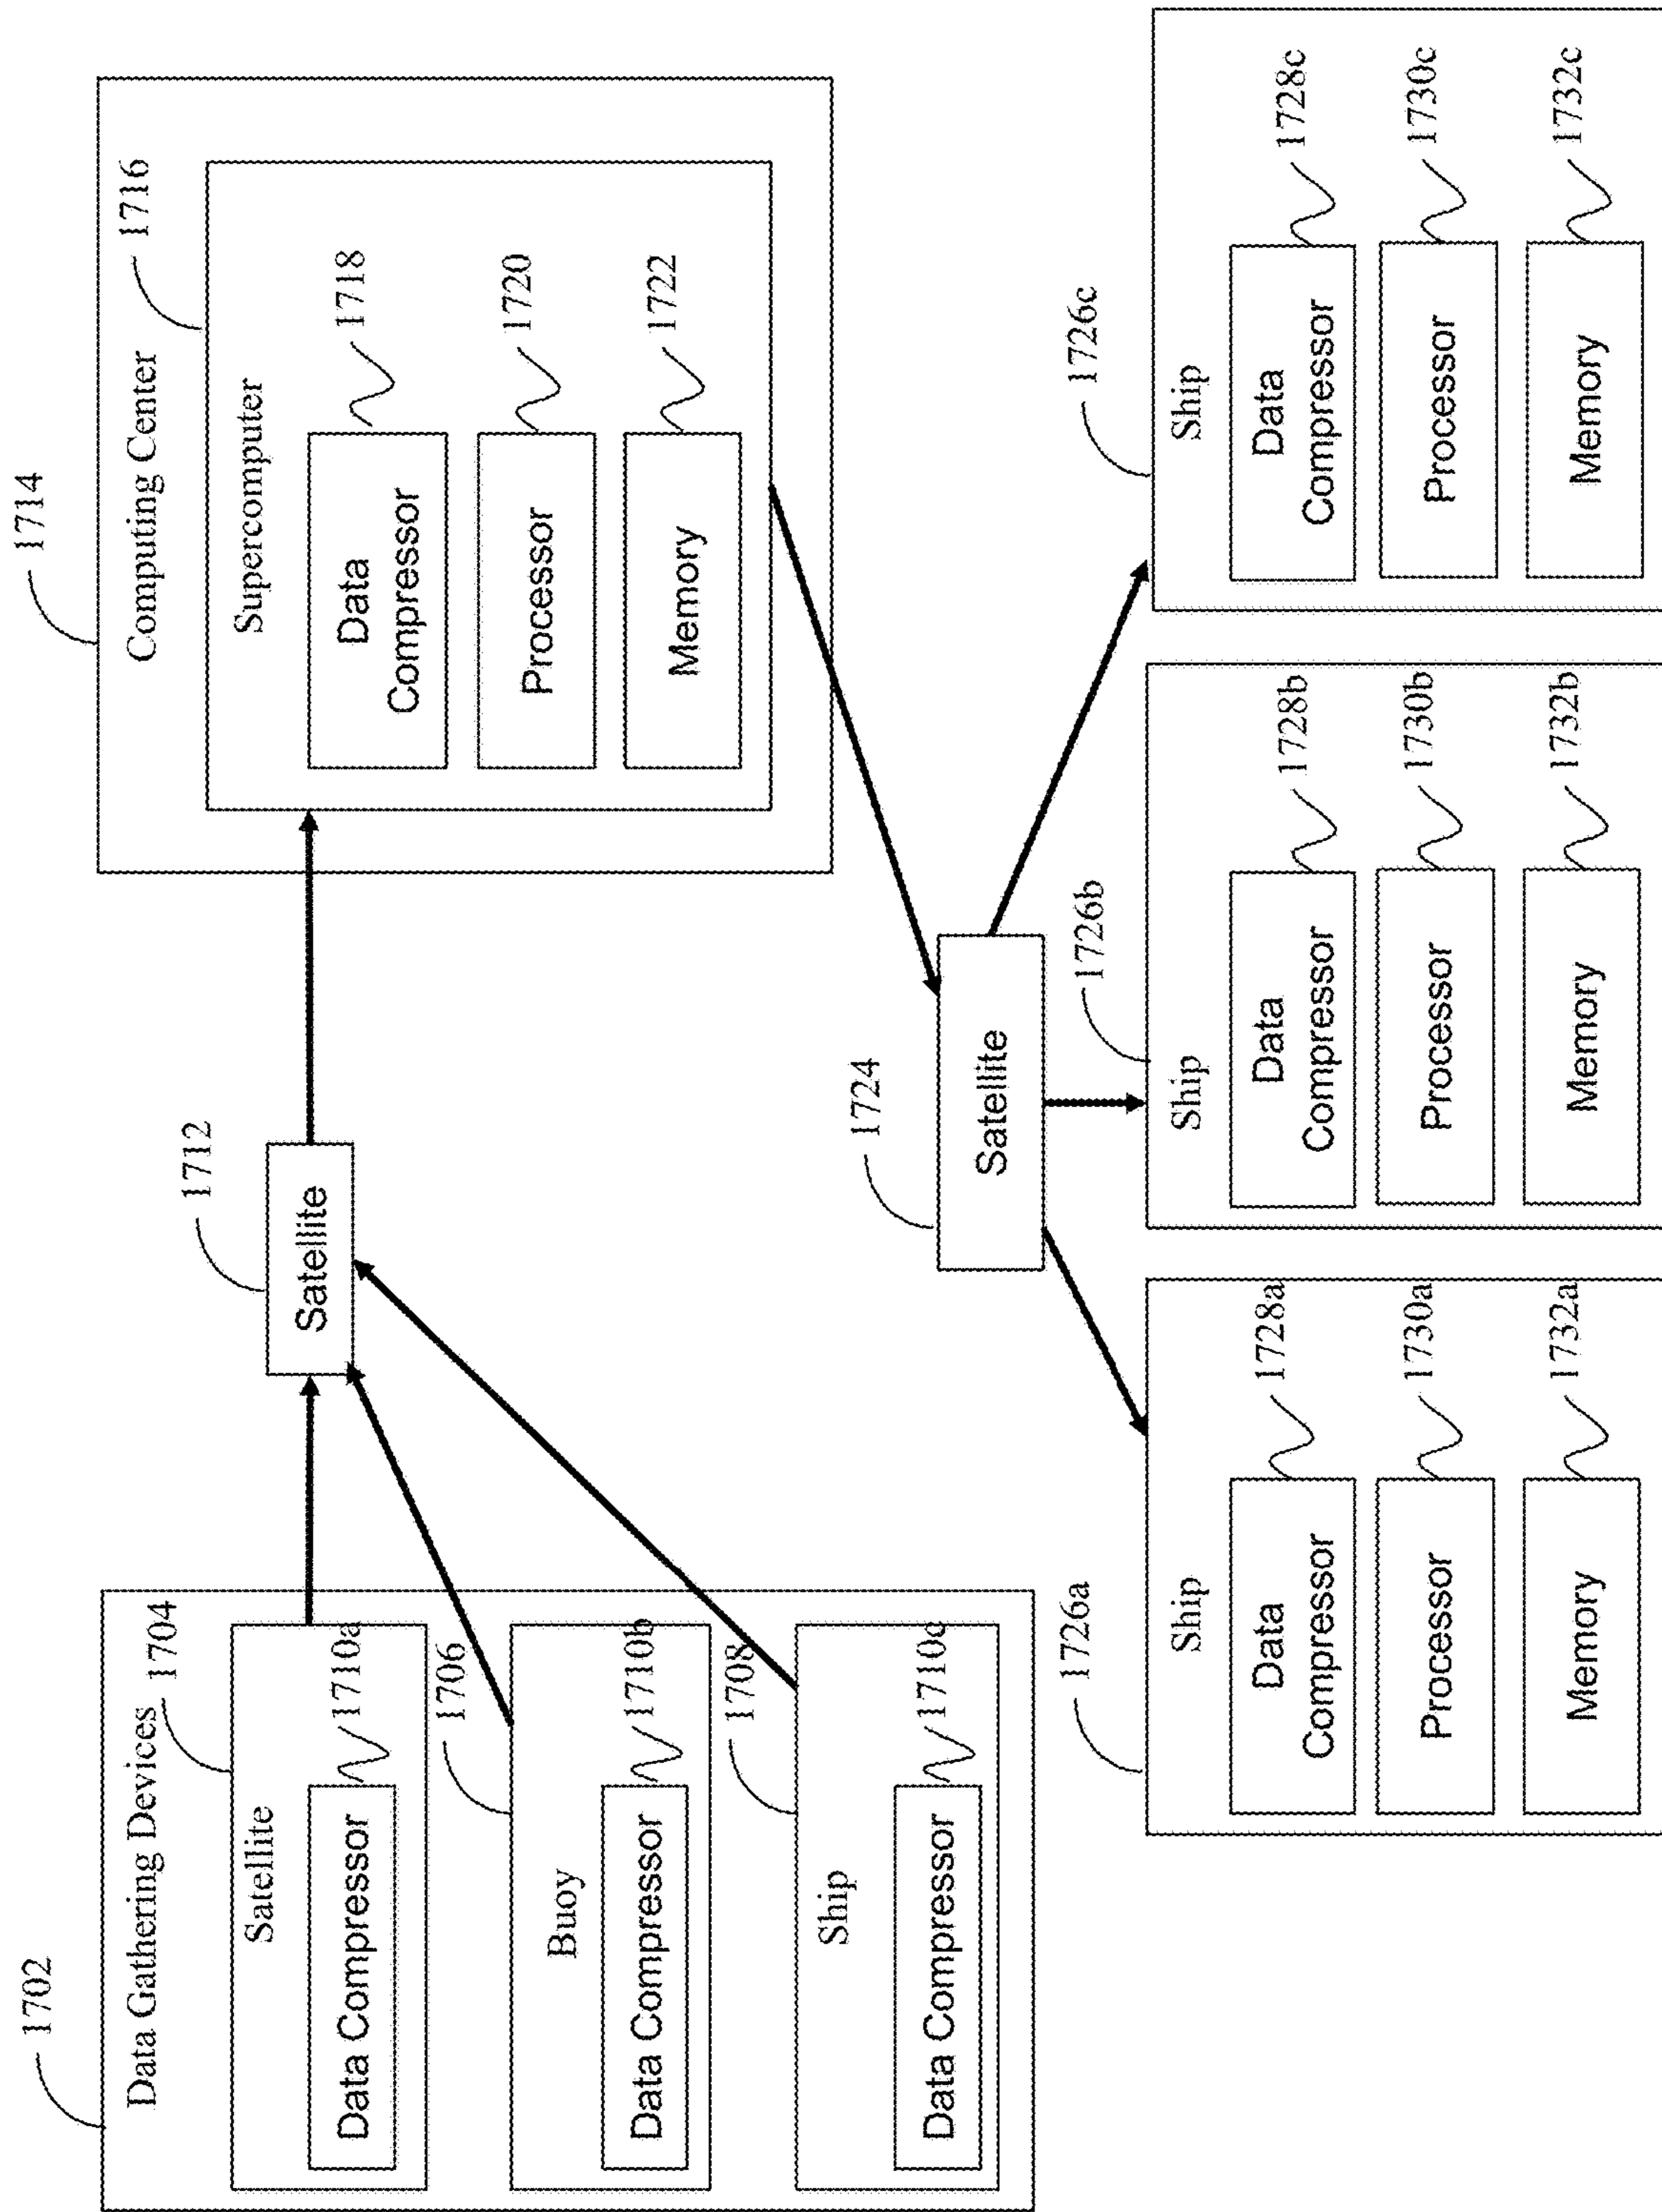 1702
Data Gathering Devices
1704
Satellite
1710a
Data Compressor
1706
Buoy
1710b
Data Compressor
1708
Ship
1710c
Data Compressor
1712
Satellite
1714
Computing Center
1716
Supercomputer
Data
Compressor
1718
Processor
1720
Memory
1722
1724
Satellite
1726a
Ship
Data
Compressor
1728a
Processor
1730a
Memory
1732a
1726b
Ship
Data
Compressor
1728b
Processor
1730b
Memory
1732b
1726c
Ship
Data
Compressor
1728c
Processor
1730c
Memory
1732c